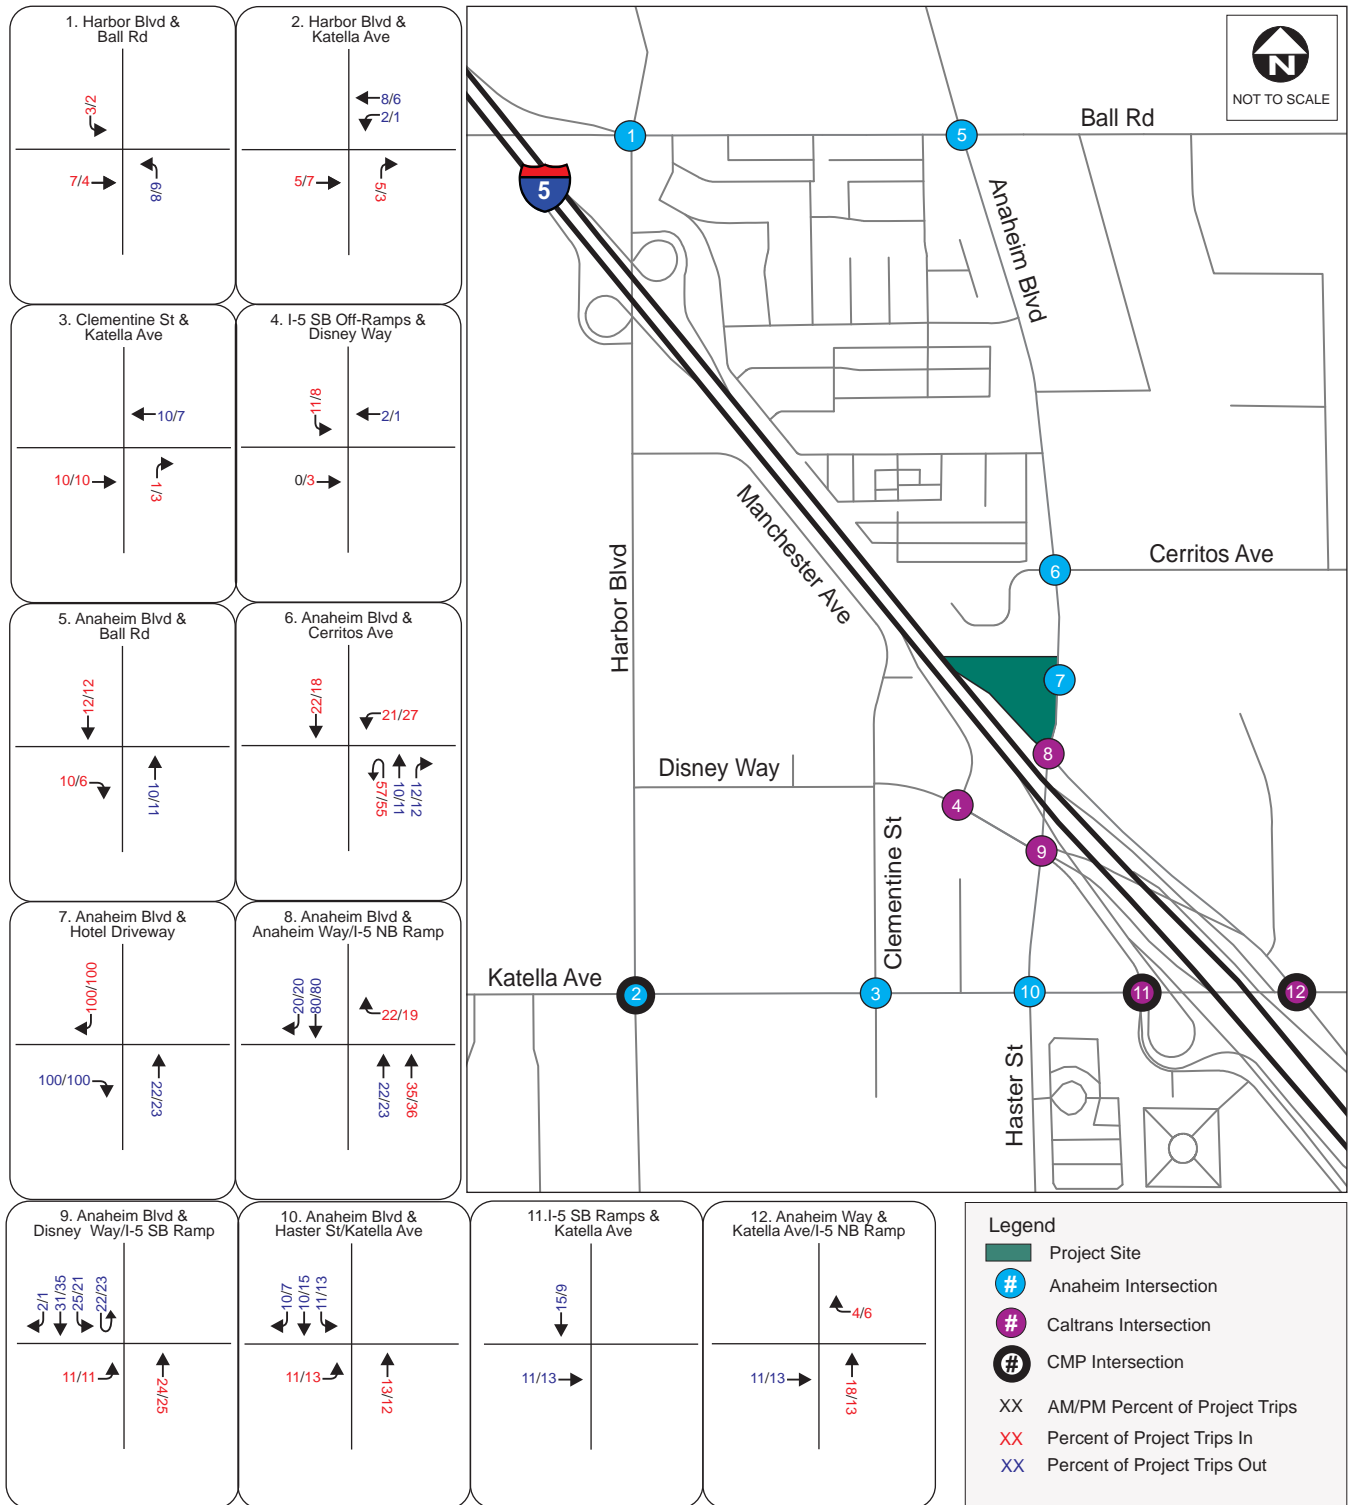 1. Harbor Blvd &
Ball Rd
3/2
7/4
6/8
2. Harbor Blvd &
Katella Ave
8/6
2/1
5/7
5/3
3. Clementine St &
Katella Ave
10/7
10/10
1/3
4. I-5 SB Off-Ramps &
Disney Way
11/8
2/1
0/3
5. Anaheim Blvd &
Ball Rd
12/12
10/6
10/11
6. Anaheim Blvd &
Cerritos Ave
22/18
21/27
57/55
10/11
12/12
7. Anaheim Blvd &
Hotel Driveway
100/100
100/100
22/23
8. Anaheim Blvd &
Anaheim Way/I-5 NB Ramp
20/20
80/80
22/19
22/23
35/36
9. Anaheim Blvd &
Disney Way/I-5 SB Ramp
2/1
31/35
25/21
22/23
11/11
24/25
10. Anaheim Blvd &
Haster St/Katella Ave
10/7
10/15
11/13
11/13
13/12
11.I-5 SB Ramps &
Katella Ave
15/9
11/13
12. Anaheim Way &
Katella Ave/I-5 NB Ramp
4/6
11/13
18/13
N
NOT TO SCALE
Ball Rd
1
5
5
Anaheim Blvd
Manchester Ave
Harbor Blvd
Cerritos Ave
6
7
8
Disney Way
4
9
Clementine St
Katella Ave
2
3
10
11
12
Haster St
Legend
Project Site
# Anaheim Intersection
# Caltrans Intersection
# CMP Intersection
XX AM/PM Percent of Project Trips
XX Percent of Project Trips In
XX Percent of Project Trips Out